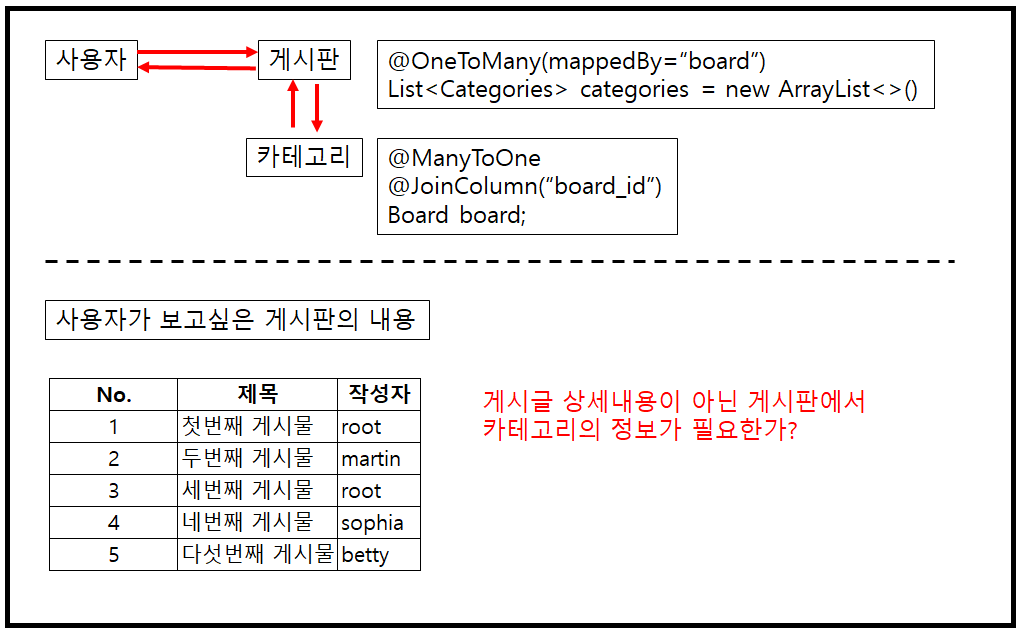 사용자
게시판
@OneToMany(mappedBy=“board”)
List<Categories> categories = new ArrayList<>()
카테고리
@ManyToOne
@JoinColumn(“board_id”)
Board board;
사용자가 보고싶은 게시판의 내용
No. 제목 작성자
1 첫번째 게시물 root
2 두번째 게시물 martin
3 세번째 게시물 root
4 네번째 게시물 sophia
5 다섯번째 게시물 betty
게시글 상세내용이 아닌 게시판에서
카테고리의 정보가 필요한가?